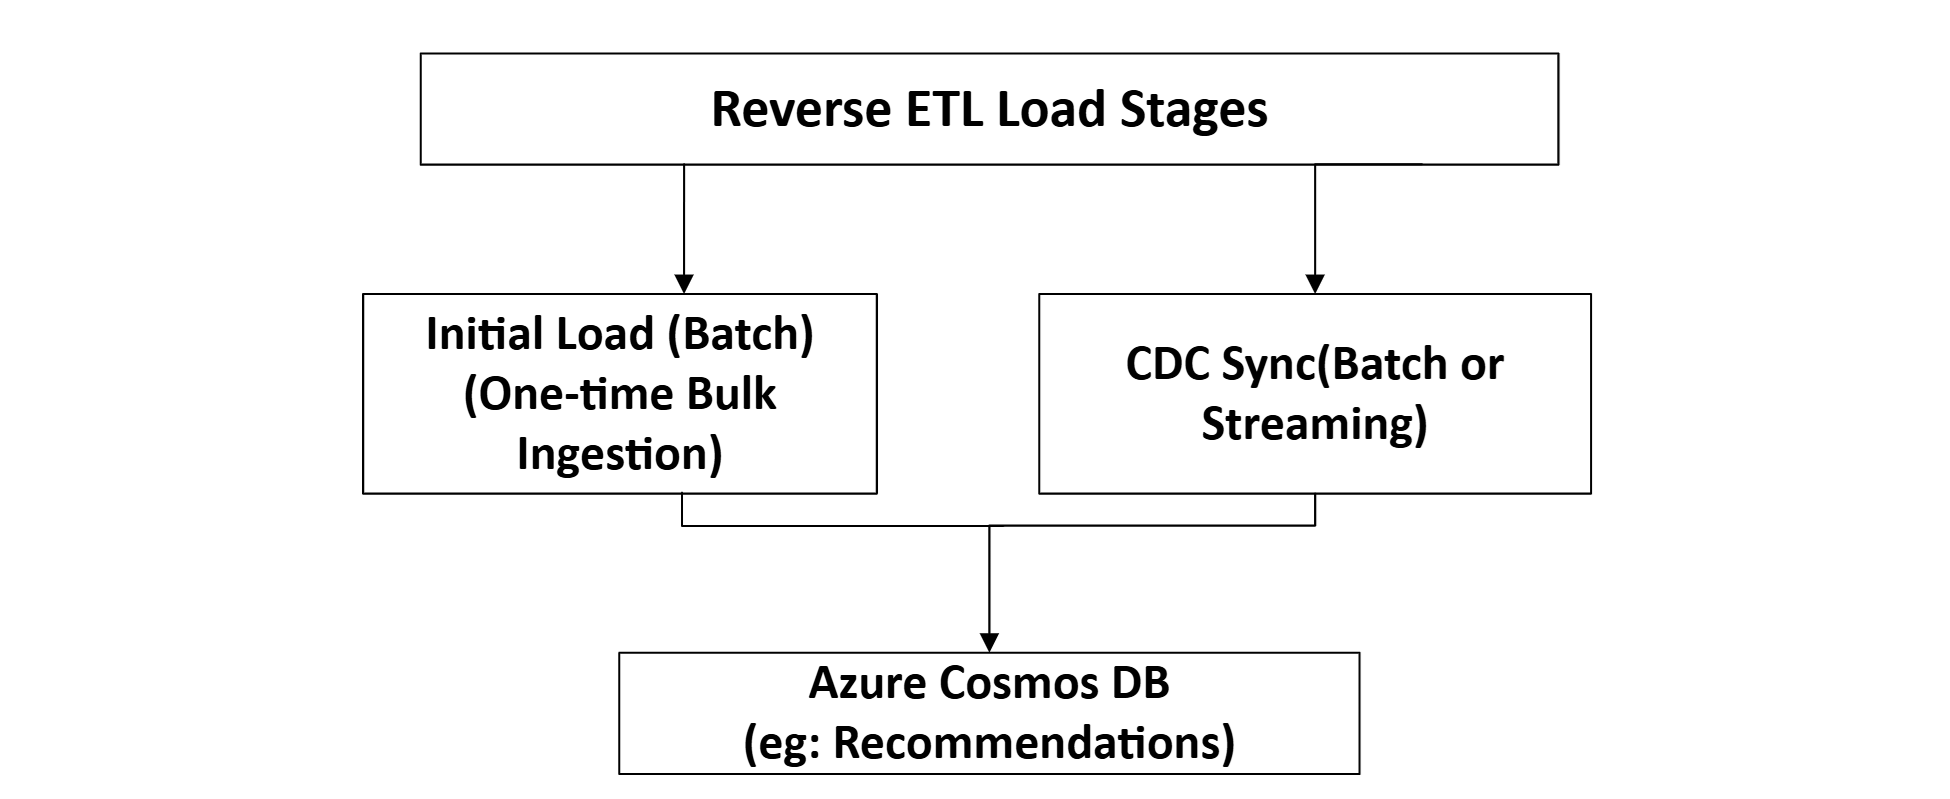 Reverse ETL Load Stages
Initial Load (Batch)
(One-time Bulk
Ingestion)
CDC Sync(Batch or
Streaming)
Azure Cosmos DB
(eg: Recommendations)